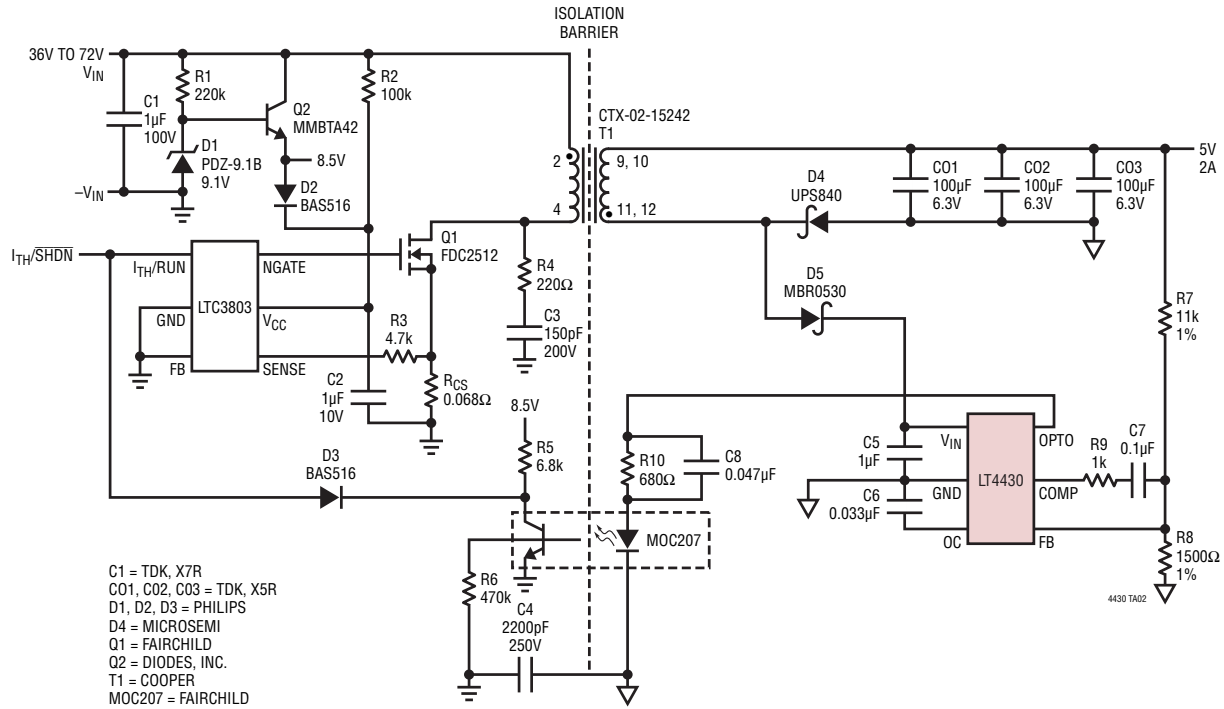 ISOLATION
BARRIER
36V TO 72V
VIN
R1
220k
R2
100k
C1
1µF
100V
Q2
MMBTA42
CTX-02-15242
T1
D1
PDZ-9.1B
9.1V
8.5V
2
9, 10
5V
2A
D4
UPS840
CO1
100µF
6.3V
CO2
100µF
6.3V
CO3
100µF
6.3V
–VIN
D2
BAS516
4
11, 12
Q1
FDC2512
ITH/SHDN
ITH/RUN
NGATE
LTC3803
GND
VCC
FB
SENSE
R4
220Ω
D5
MBR0530
R3
4.7k
C3
150pF
200V
R7
11k
1%
C2
1µF
10V
RCS
0.068Ω
8.5V
R5
6.8k
D3
BAS516
R10
680Ω
C8
0.047µF
C5
1µF
VIN
OPTO
R9
1k
C7
0.1µF
LT4430
GND
COMP
C6
0.033µF
OC
FB
MOC207
R8
1500Ω
1%
R6
470k
C4
2200pF
250V
4430 TA02
C1 = TDK, X7R
CO1, CO2, CO3 = TDK, X5R
D1, D2, D3 = PHILIPS
D4 = MICROSEMI
Q1 = FAIRCHILD
Q2 = DIODES, INC.
T1 = COOPER
MOC207 = FAIRCHILD